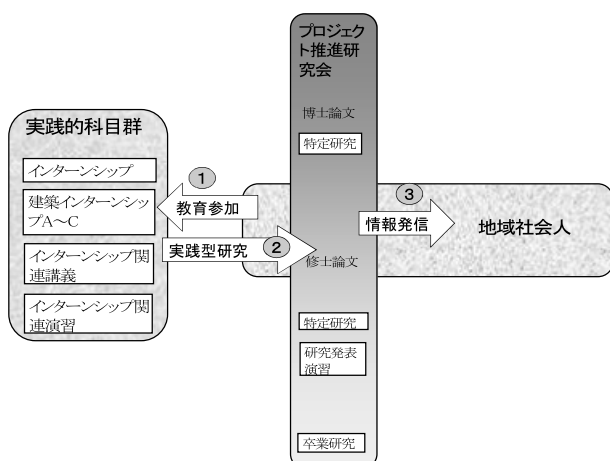 プロジェク
ト推進研
究会
博士論文
特定研究
実践的科目群
インターンシップ
建築インターンシッ
プA～C
インターンシップ関
連講義
インターンシップ関
連演習
1
教育参加
実践型研究
2
3
情報発信
地域社会人
修士論文
特定研究
研究発表
演習
卒業研究